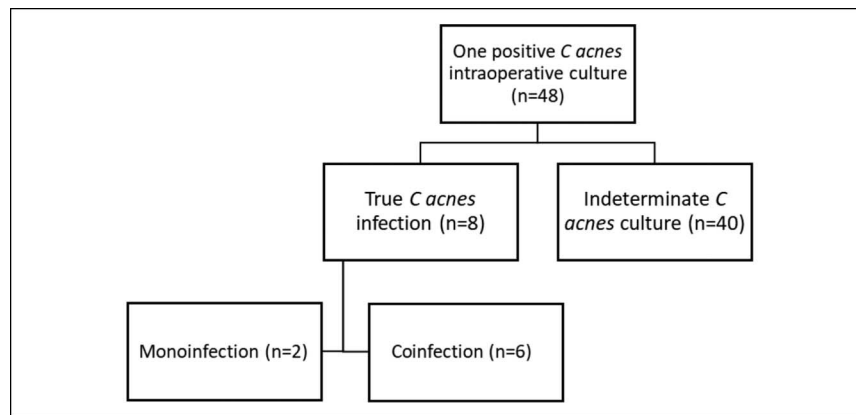 One positive C acnes
intraoperative culture
(n=48)
True C acnes
infection (n=8)
Indeterminate C
acnes culture (n=40)
Monoinfection (n=2)
Coinfection (n=6)